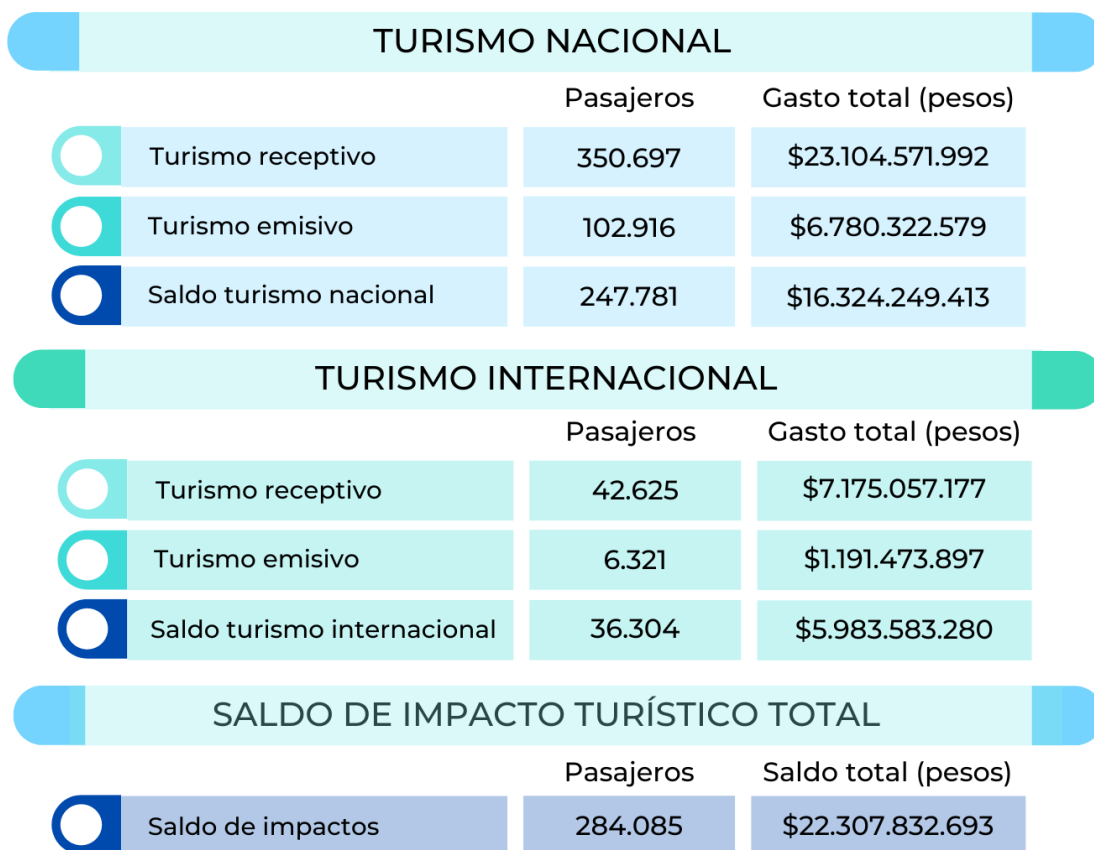 TURISMO NACIONAL
Pasajeros Gasto total (pesos)
Turismo receptivo 350.697 $23.104.571.992
Turismo emisivo 102.916 $6.780.322.579
Saldo turismo nacional 247.781 $16.324.249.413
TURISMO INTERNACIONAL
Pasajeros Gasto total (pesos)
Turismo receptivo 42.625 $7.175.057.177
Turismo emisivo 6.321 $1.191.473.897
Saldo turismo internacional 36.304 $5.983.583.280
SALDO DE IMPACTO TURÍSTICO TOTAL
Pasajeros Saldo total (pesos)
Saldo de impactos 284.085 $22.307.832.693